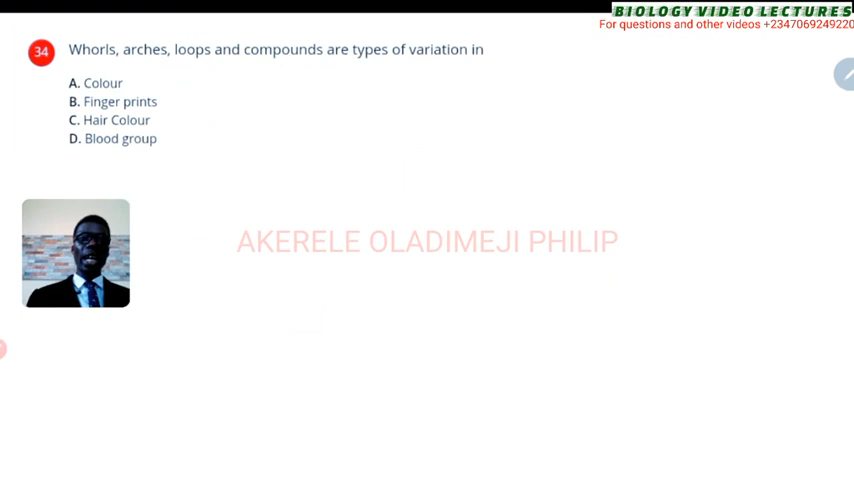 BIOLOGY VIDEO LECTURES
For questions and other videos +2347069249220
34 Whorls, arches, loops and compounds are types of variation in
A. Colour
B. Finger prints
C. Hair Colour
D. Blood group
AKERELE OLADIMEJI PHILIP